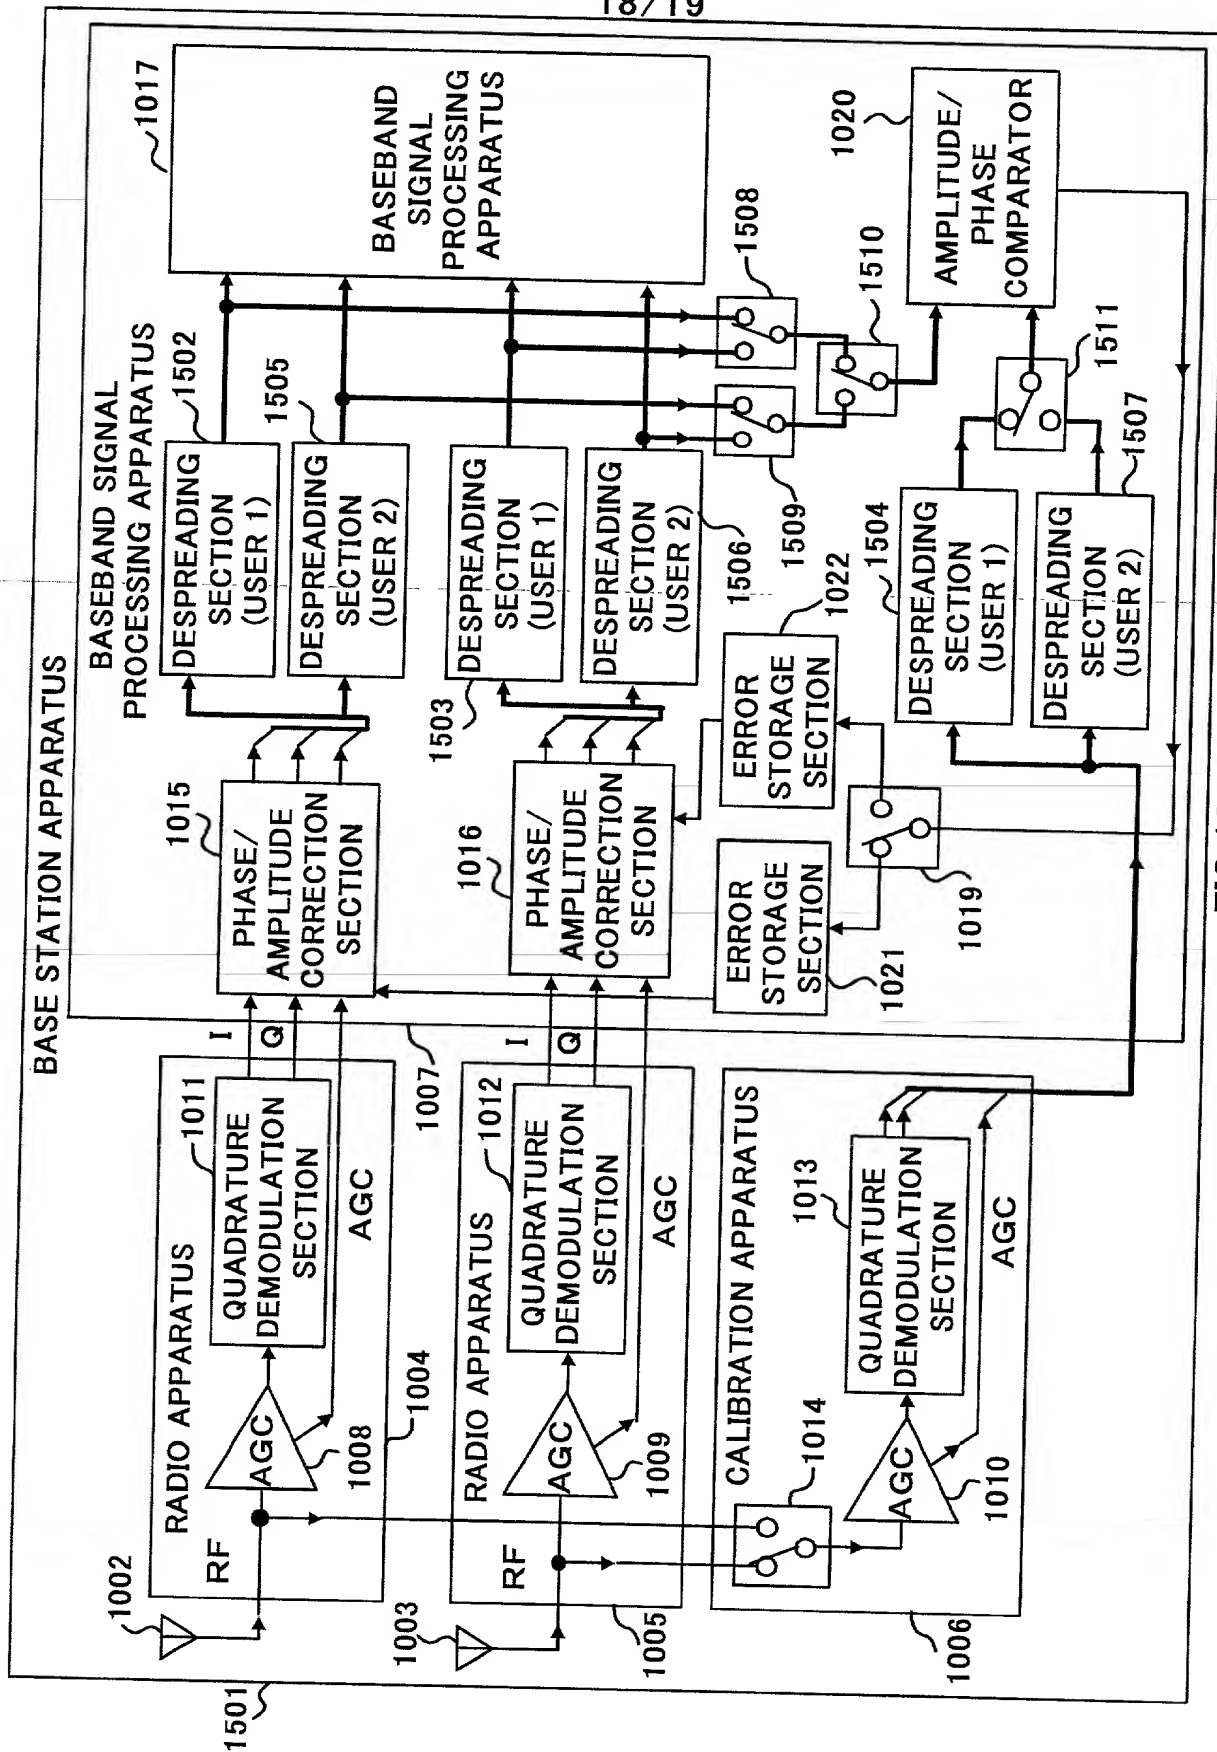 18/19
BASE STATION APPARATUS
1501
BASEBAND SIGNAL
PROCESSING APPARATUS
1007
1002
RF
RADIO APPARATUS
1004
AGC
1008
1011
QUADRATURE
DEMODULATION
SECTION
AGC
I
Q
1015
PHASE/
AMPLITUDE
CORRECTION
SECTION
DESPREADING
SECTION
(USER 1)
1502
DESPREADING
SECTION
(USER 2)
1505
1017
BASEBAND
SIGNAL
PROCESSING
APPARATUS
1003
RF
RADIO APPARATUS
1005
AGC
1009
1012
QUADRATURE
DEMODULATION
SECTION
AGC
I
Q
1016
PHASE/
AMPLITUDE
CORRECTION
SECTION
1503
DESPREADING
SECTION
(USER 1)
DESPREADING
SECTION
(USER 2)
1506
1508
1509
1510
ERROR
STORAGE
SECTION
1021
ERROR
STORAGE
SECTION
1022
1019
CALIBRATION APPARATUS
1006
1014
AGC
1010
1013
QUADRATURE
DEMODULATION
SECTION
AGC
1504
DESPREADING
SECTION
(USER 1)
DESPREADING
SECTION
(USER 2)
1507
1511
1020
AMPLITUDE/
PHASE
COMPARATOR